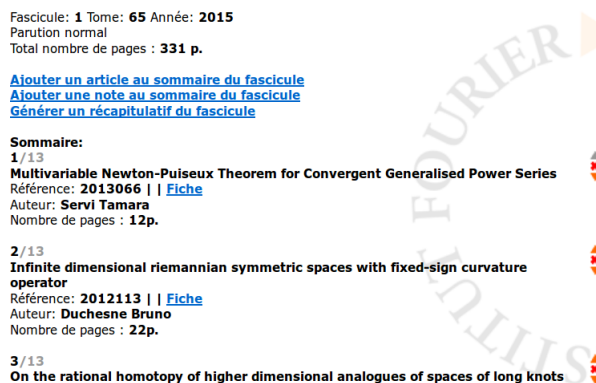 Fascicule: 1 Tome: 65 Année: 2015
Parution normal
Total nombre de pages : 331 p.
Ajouter un article au sommaire du fascicule
Ajouter une note au sommaire du fascicule
Générer un récapitulatif du fascicule
Sommaire:
1/13
Multivariable Newton-Puiseux Theorem for Convergent Generalised Power Series
Référence: 2013066 | | Fiche
Auteur: Servi Tamara
Nombre de pages : 12p.
2/13
Infinite dimensional riemannian symmetric spaces with fixed-sign curvature
operator
Référence: 2012113 | | Fiche
Auteur: Duchesne Bruno
Nombre de pages : 22p.
3/13
On the rational homotopy of higher dimensional analogues of spaces of long knots
INSTITUT FOURIER